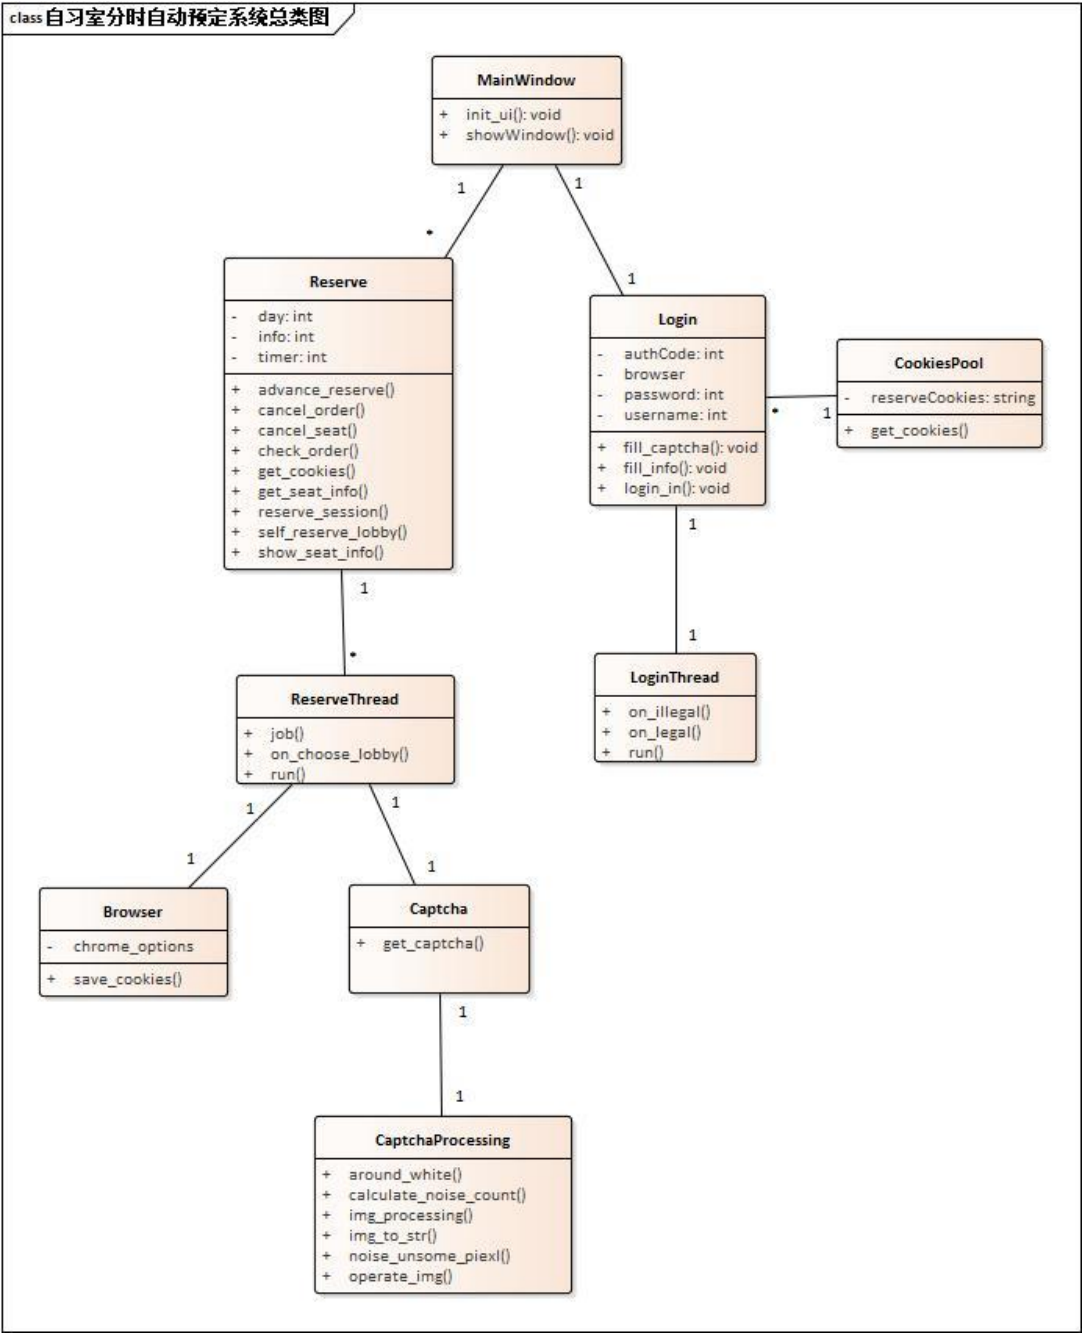 class 自习室分时自动预定系统总类图
MainWindow
+ init_ui(): void
+ showWindow(): void
1
1
*
1
Reserve
- day: int
- info: int
- timer: int
+ advance_reserve()
+ cancel_order()
+ cancel_seat()
+ check_order()
+ get_cookies()
+ get_seat_info()
+ reserve_session()
+ self_reserve_lobby()
+ show_seat_info()
Login
- authCode: int
- browser
- password: int
- username: int
+ fill_captcha(): void
+ fill_info(): void
+ login_in(): void
*
1
CookiesPool
- reserveCookies: string
+ get_cookies()
1
*
1
1
ReserveThread
+ job()
+ on_choose_lobby()
+ run()
LoginThread
+ on_illegal()
+ on_legal()
+ run()
1
1
1
1
Browser
- chrome_options
+ save_cookies()
Captcha
+ get_captcha()
1
1
CaptchaProcessing
+ around_white()
+ calculate_noise_count()
+ img_processing()
+ img_to_str()
+ noise_unsome_piexl()
+ operate_img()